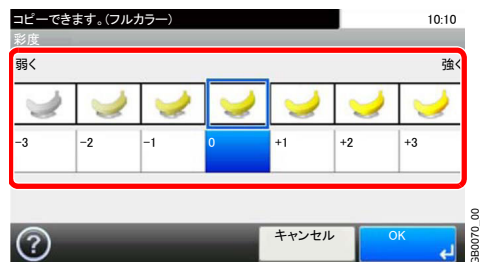 コピーできます。(フルカラー) 10:10
彩度
弱く 強く
-3 -2 -1 0 +1 +2 +3
? キャンセル OK
GB0070_00